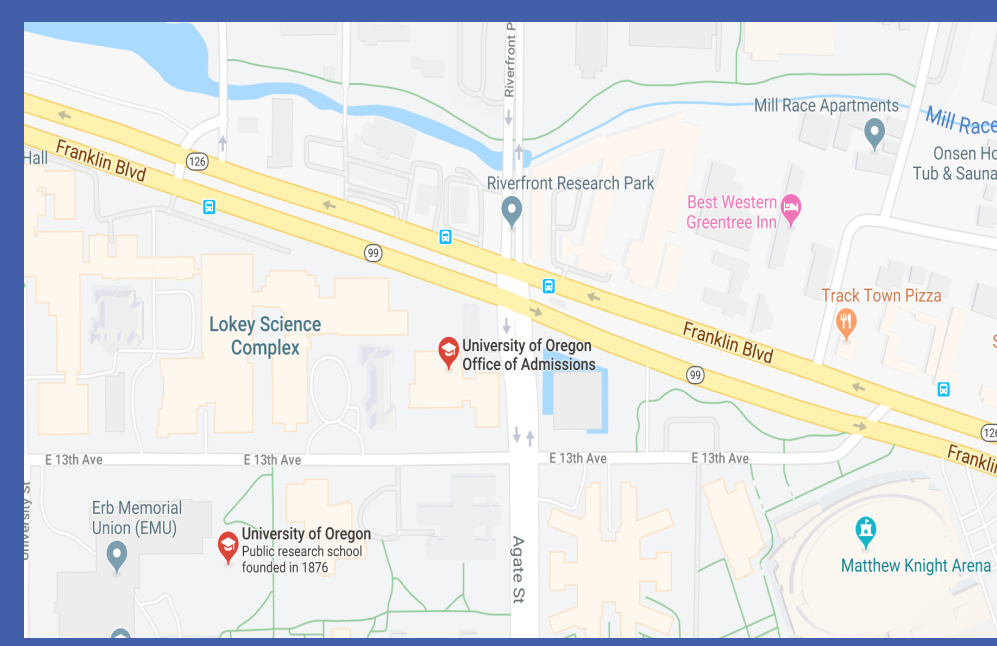 Riverfront P
Mill Race Apartments
Mill Race
Franklin Blvd
126
Hall
Onsen Ho
Tub & Sauna
Riverfront Research Park
Best Western
Greentree Inn
99
Track Town Pizza
S
Lokey Science
Complex
University of Oregon
Office of Admissions
Franklin Blvd
99
126
Franklin
E 13th Ave
E 13th Ave
E 13th Ave
E 13th Ave
University St
Erb Memorial
Union (EMU)
University of Oregon
Public research school
founded in 1876
Agate St
Matthew Knight Arena